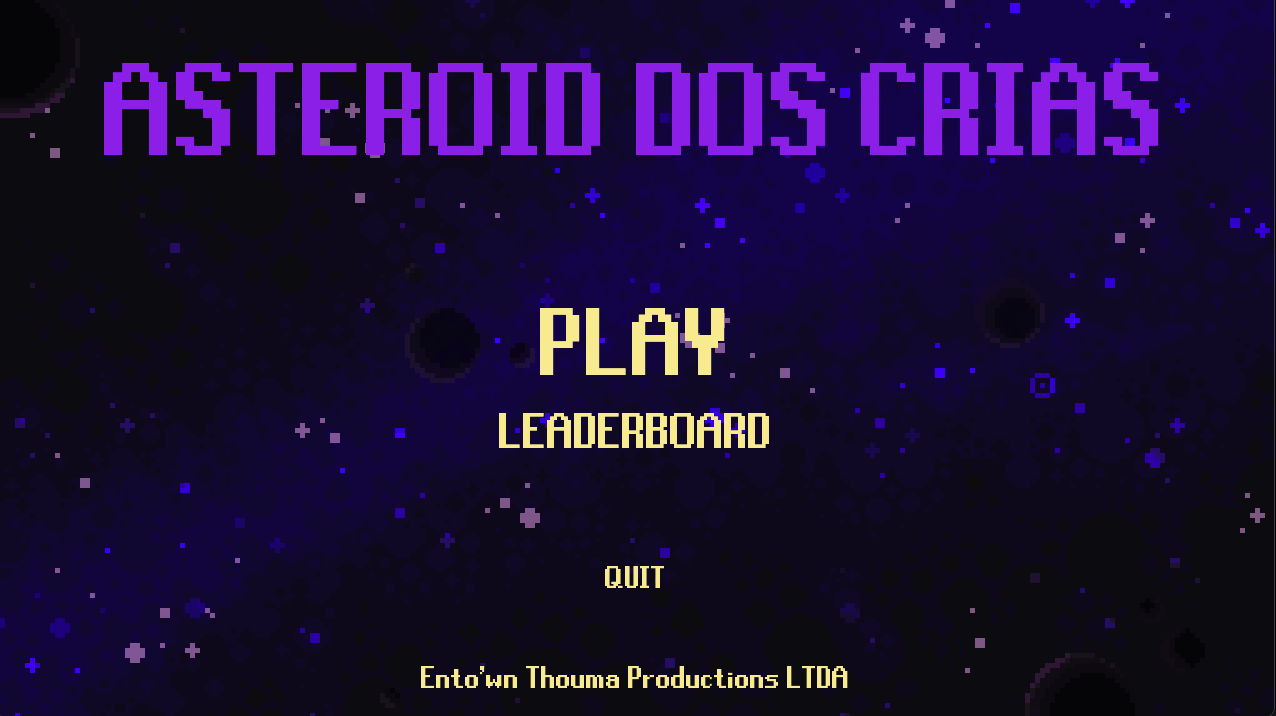 ASTEROID DOS CRIAS
PLAY
LEADERBOARD
QUIT
Ento'wn Thouma Productions LTDA